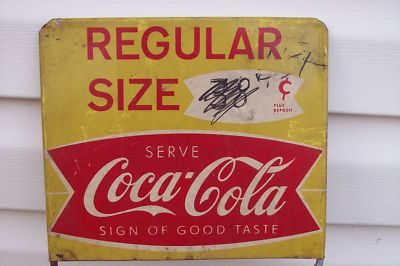 REGULAR
SIZE
¢
PLUS
DEPOSIT
SERVE
Coca-Cola
SIGN OF GOOD TASTE